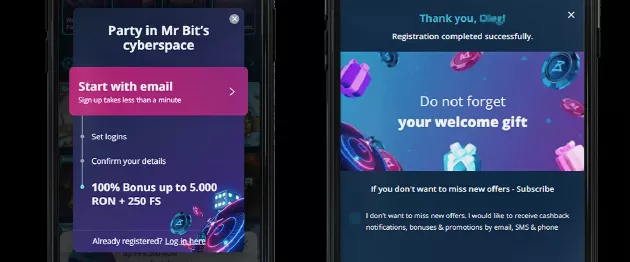 Party in Mr Bit's
cyberspace
Start with email
Sign up takes less than a minute
Set logins
Confirm your details
100% Bonus up to 5.000
RON + 250 FS
Already registered? Log in here
Thank you,
Registration completed successfully.
Do not forget
your welcome gift
If you don't want to miss new offers - Subscribe
I don't want to miss new offers. I would like to receive cashback
notifications, bonuses & promotions by email, SMS & phone